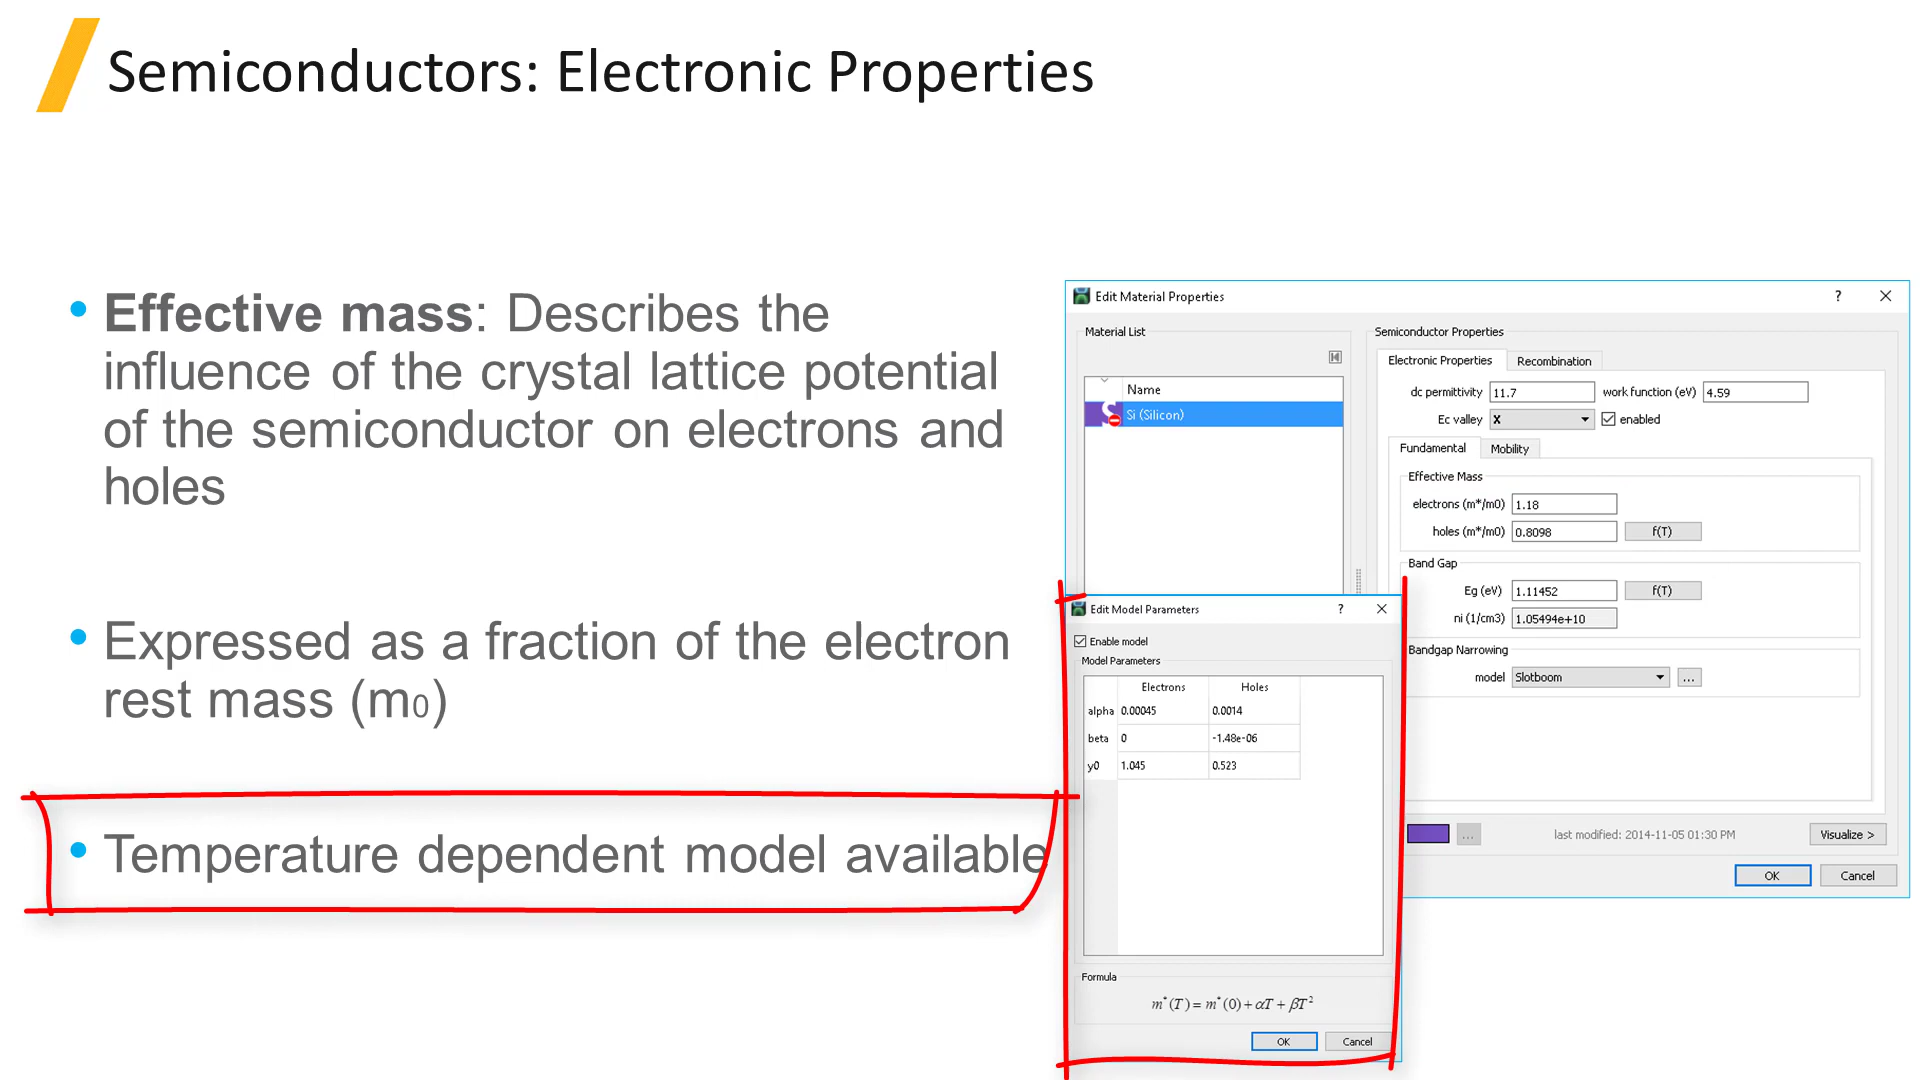 Semiconductors: Electronic Properties
• Effective mass: Describes the
influence of the crystal lattice potential
of the semiconductor on electrons and
holes
• Expressed as a fraction of the electron
rest mass (m₀)
• Temperature dependent model available
Edit Material Properties
?
Material List
Name
Si (Silicon)
Semiconductor Properties
Electronic Properties Recombination
dc permittivity 11.7 work function (eV) 4.59
Ec valley X enabled
Fundamental Mobility
Effective Mass
electrons (m*/m0) 1.18
holes (m*/m0) 0.8098 f(T)
Band Gap
Eg (eV) 1.11452 f(T)
ni (1/cm3) 1.05494e+10
Bandgap Narrowing
model Slotboom ...
... last modified: 2014-11-05 01:30 PM Visualize >
OK Cancel
Edit Model Parameters ?
Enable model
Model Parameters
Electrons Holes
alpha 0.00045 0.0014
beta 0 -1.48e-06
y0 1.045 0.523
Formula
m*(T) = m*(0) + αT + βT²
OK Cancel